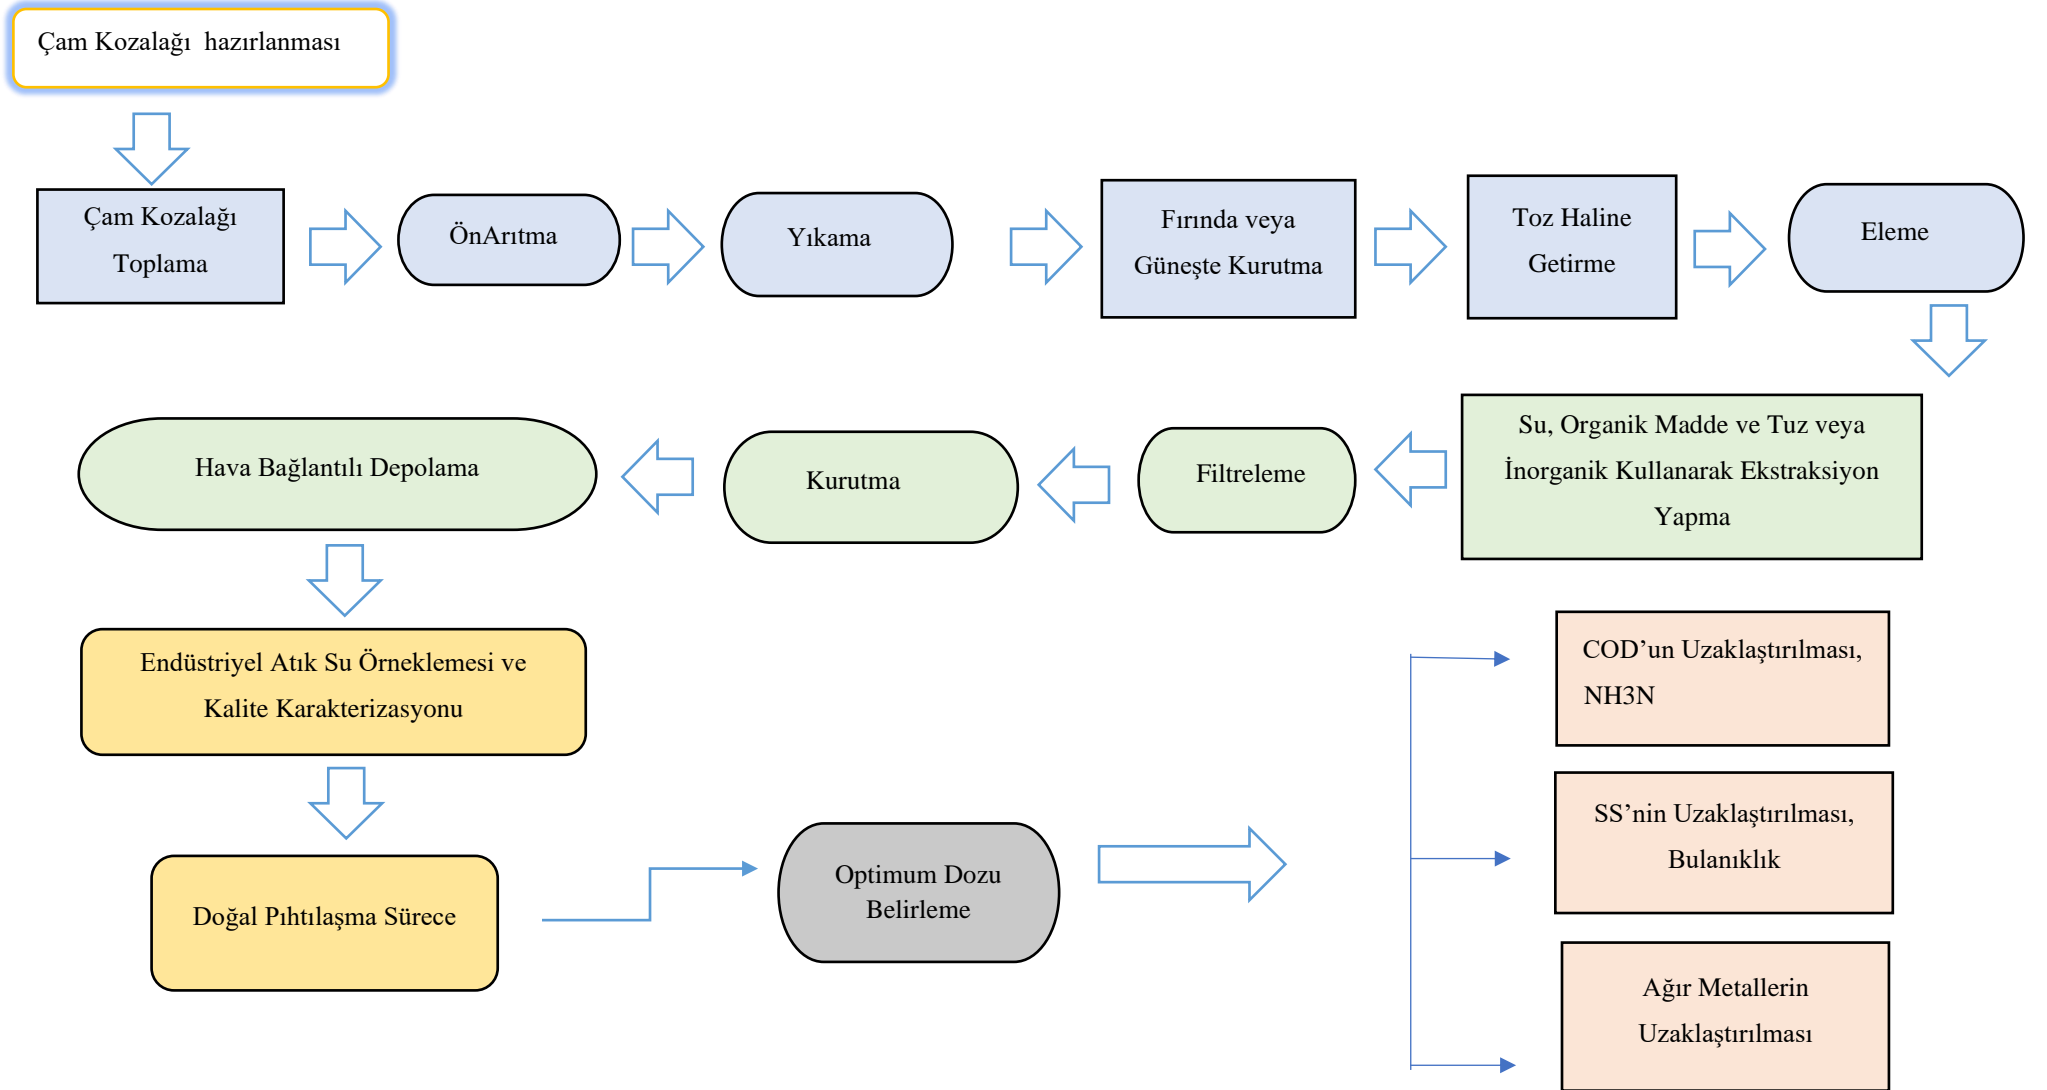 Çam Kozalağı  hazırlanması
Çam Kozalağı
Toplama
ÖnArıtma
Yıkama
Fırında veya
Güneşte Kurutma
Toz Haline
Getirme
Eleme
Su, Organik Madde ve Tuz veya
İnorganik Kullanarak Ekstraksiyon
Yapma
Filtreleme
Kurutma
Hava Bağlantılı Depolama
Endüstriyel Atık Su Örneklemesi ve
Kalite Karakterizasyonu
Doğal Pıhtılaşma Sürece
Optimum Dozu
Belirleme
COD’un Uzaklaştırılması,
NH3N
SS’nin Uzaklaştırılması,
Bulanıklık
Ağır Metallerin
Uzaklaştırılması